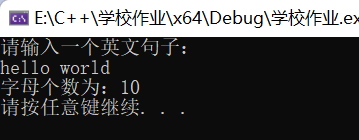 E:\C++\学校作业\x64\Debug\学校作业.ex
请输入一个英文句子：
hello world
字母个数为：10
请按任意键继续. . .